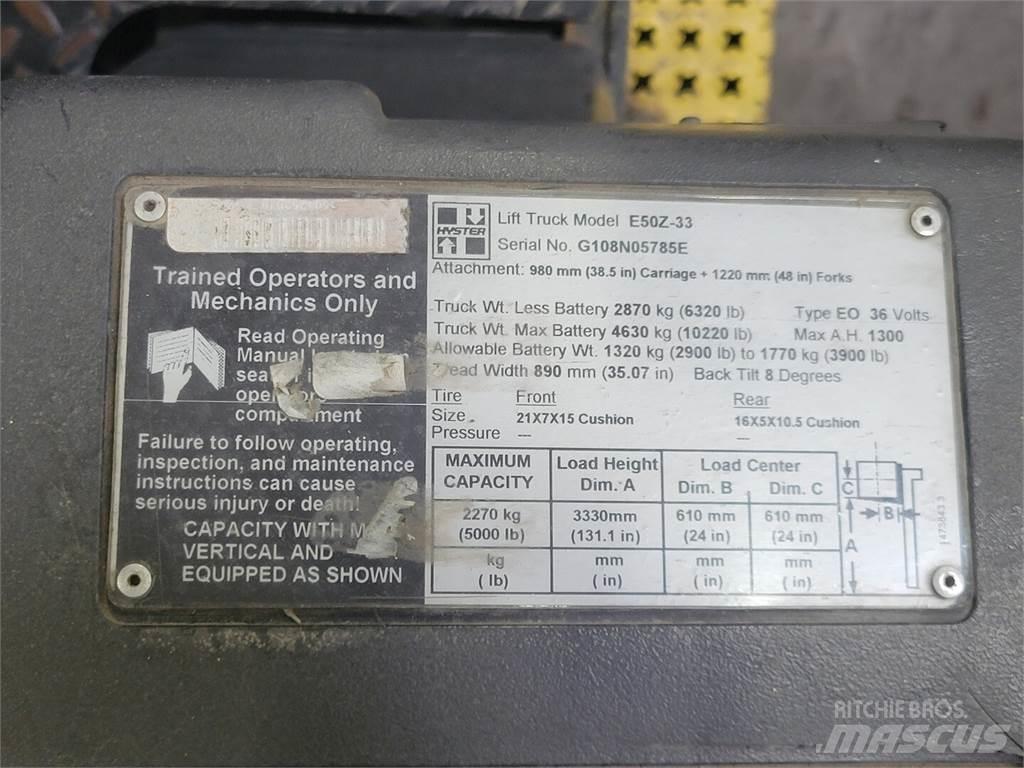 Trained Operators and
Mechanics Only
Read Operating
Manual
compartment
Failure to follow operating,
inspection, and maintenance
instructions can cause
serious injury or death!
CAPACITY WITH
VERTICAL AND
EQUIPPED AS SHOWN
HYSTER
Lift Truck Model E50Z-33
Serial No. G108N05785E
Attachment: 980 mm (38.5 in) Carriage + 1220 mm (48 in) Forks
Truck Wt. Less Battery 2870 kg (6320 lb) Type EO 36 Volts
Truck Wt. Max Battery 4630 kg (10220 lb) Max A.H. 1300
Allowable Battery Wt. 1320 kg (2900 lb) to 1770 kg (3900 lb)
Tread Width 890 mm (35.07 in) Back Tilt 8 Degrees
Tire Front Rear
Size 21X7X15 Cushion 16X5X10.5 Cushion
Pressure --- ---
MAXIMUM CAPACITY Load Height Dim. A Load Center Dim. B Dim. C
2270 kg 3330mm 610 mm 610 mm
(5000 lb) (131.1 in) (24 in) (24 in)
kg mm mm mm
( lb) ( in) ( in) ( in)
C
B
A
RITCHIE BROS.
MASCUS